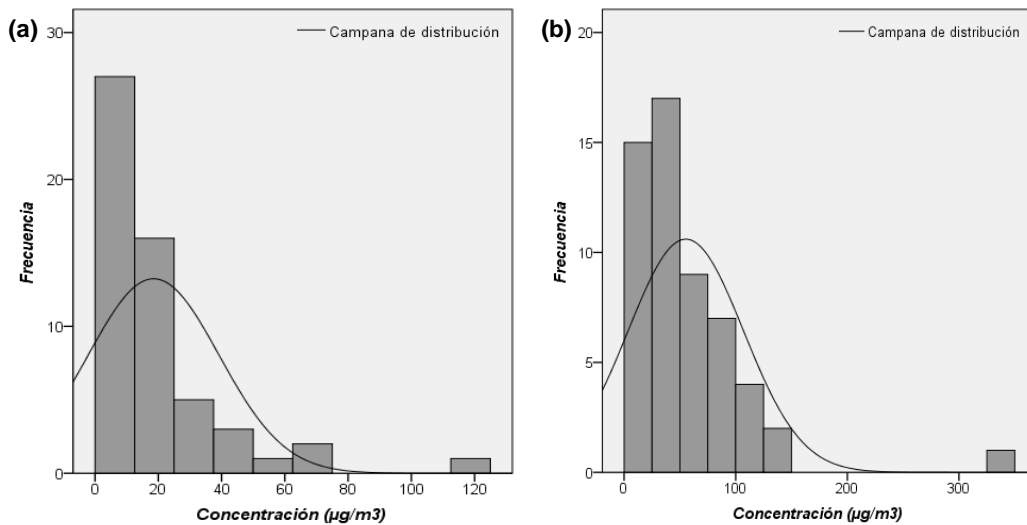 (a)
Campana de distribución
30
20
10
0
Frecuencia
0 20 40 60 80 100 120
Concentración (µg/m3)
(b)
Campana de distribución
20
15
10
5
0
Frecuencia
0 100 200 300
Concentración (µg/m3)